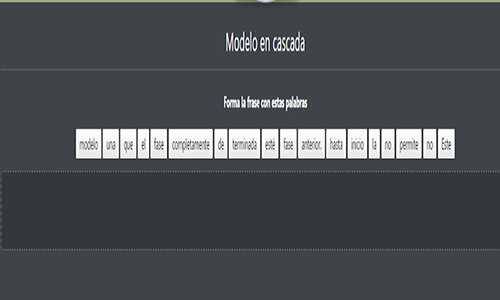 Modelo en cascada
Forma la frase con estas palabras
modelo una que el fase completamente de terminada esté fase anterior. hasta inicio la no permite no Este